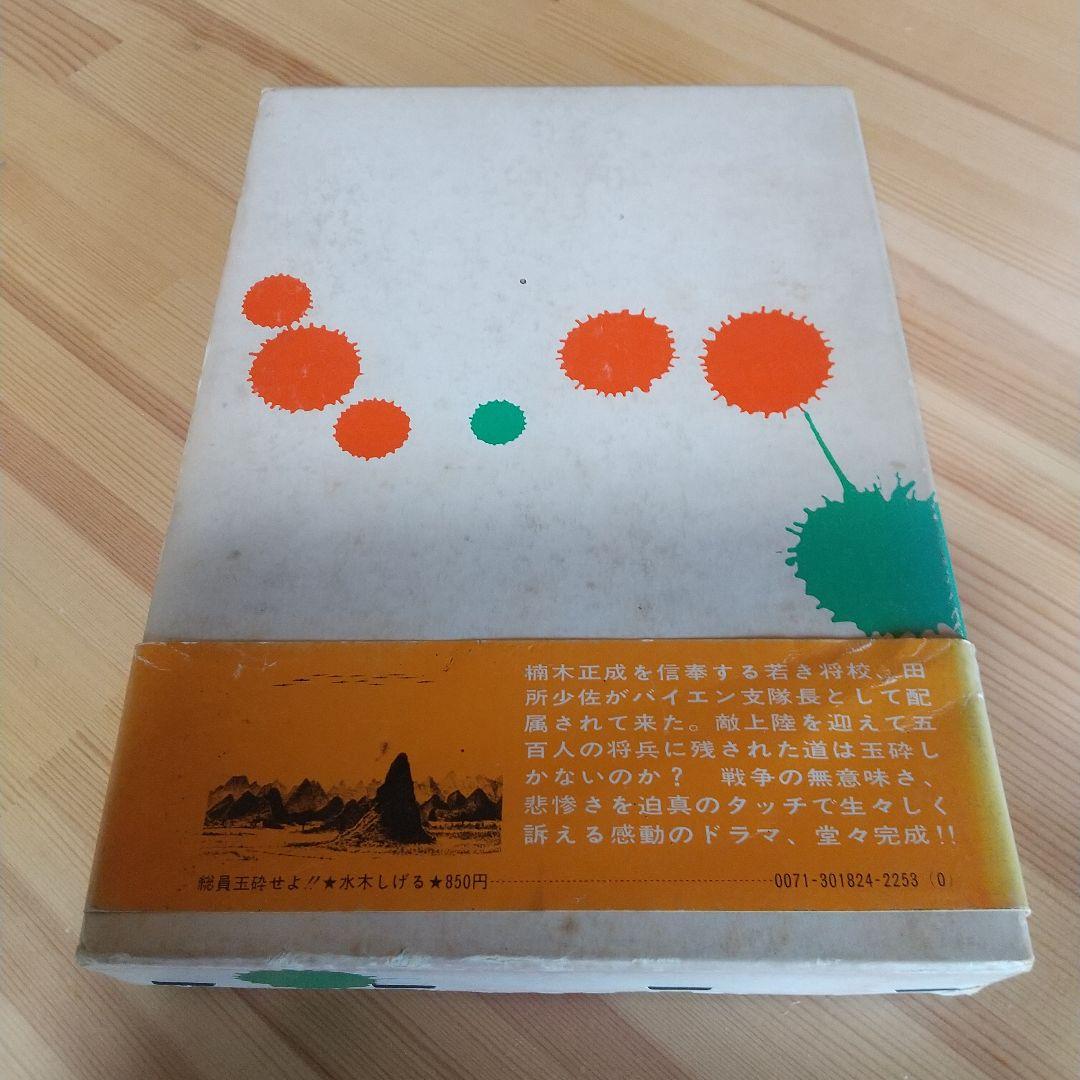 楠木正成を信奉する若き将校、田
所少佐がバイエン支隊長として配
属されて来た。敵上陸を迎えて五
百人の将兵に残された道は玉砕し
かないのか？　戦争の無意味さ、
悲惨さを迫真のタッチで生々しく
訴える感動のドラマ、堂々完成!!
総員玉砕せよ!!★水木しげる★850円
0071-301824-2253（0）